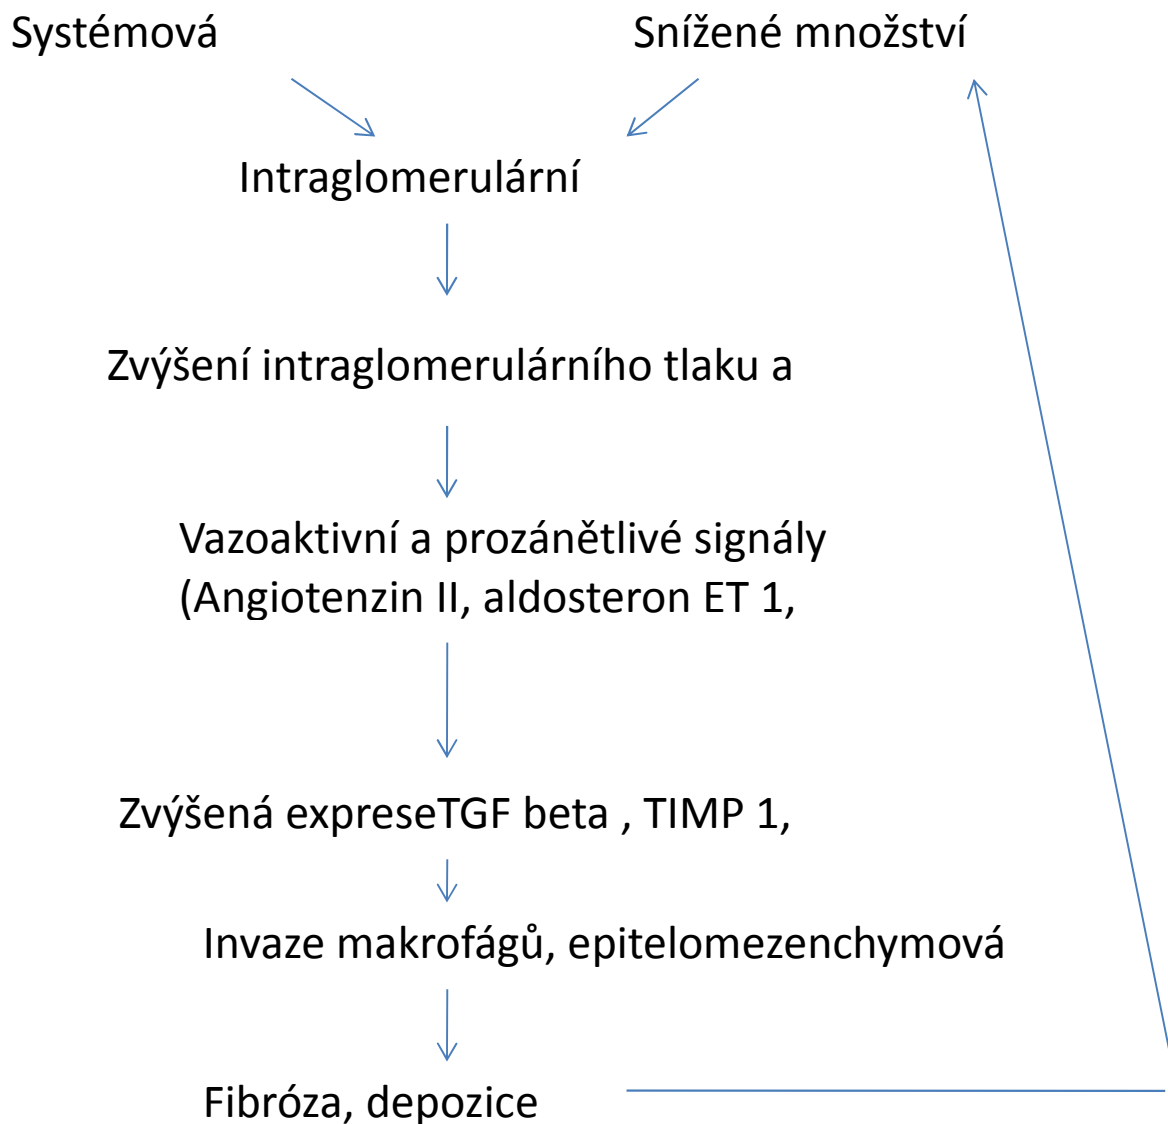 Systémová
Snížené množství
Intraglomerulární
Zvýšení intraglomerulárního tlaku a
Vazoaktivní a prozánětlivé signály
(Angiotenzin II, aldosteron ET 1,
Zvýšená expreseTGF beta , TIMP 1,
Invaze makrofágů, epitelomezenchymová
Fibróza, depozice